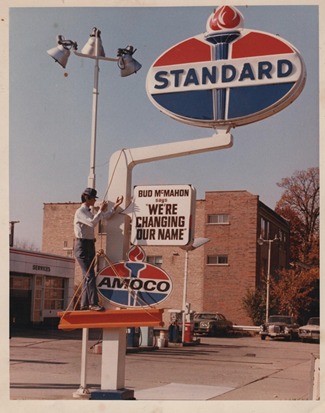 STANDARD
BUD McMAHON
says
"WE'RE
CHANGING
OUR NAME
AMOCO